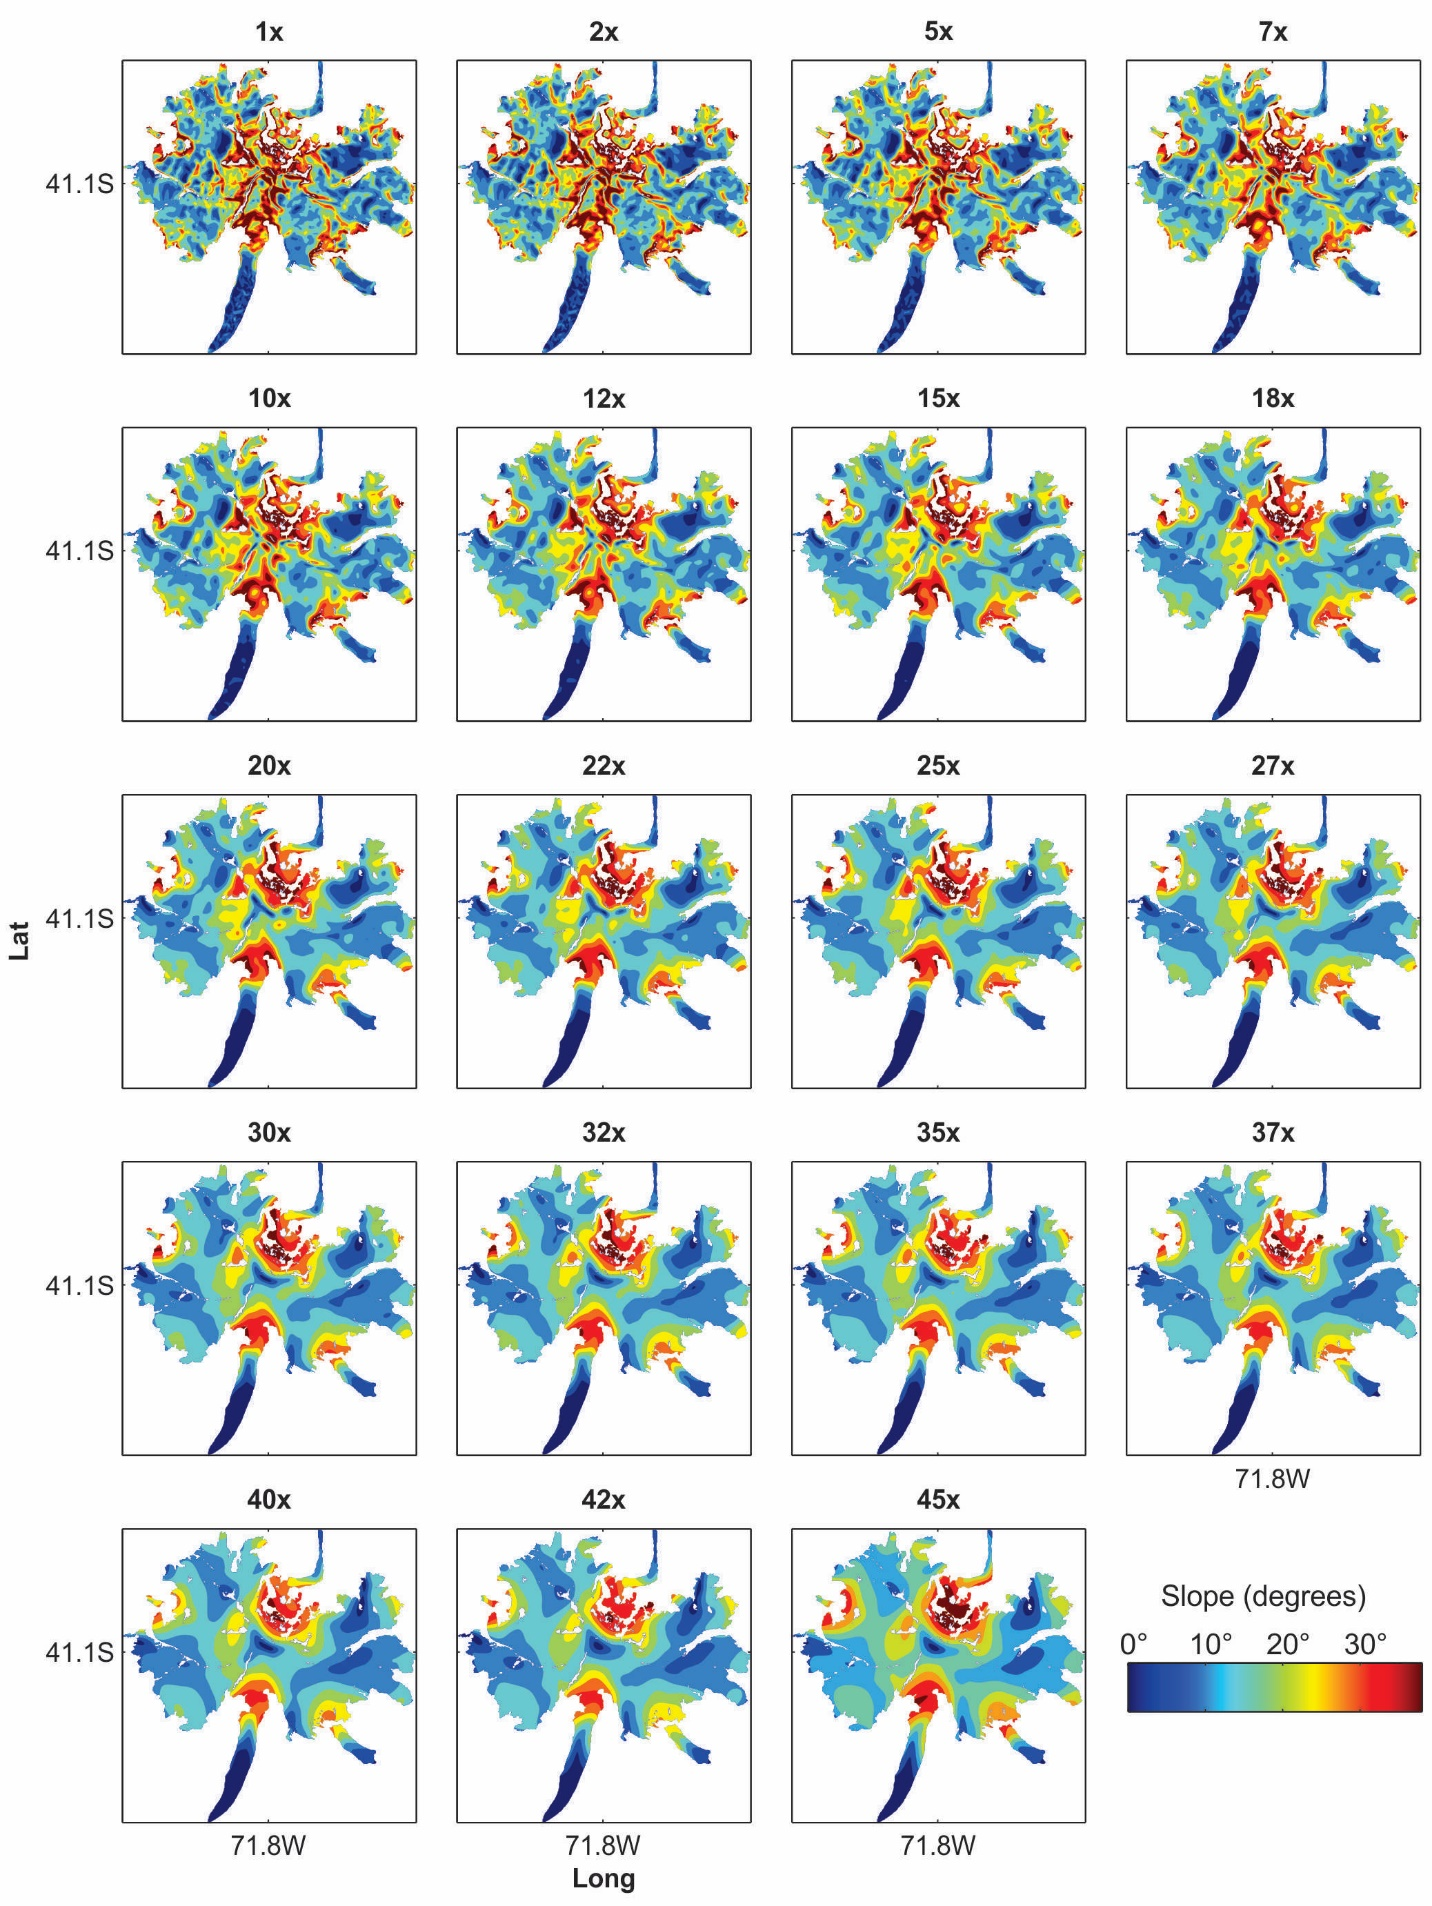 1x 2x 5x 7x
41.1S
10x 12x 15x 18x
41.1S
20x 22x 25x 27x
41.1S
Lat
30x 32x 35x 37x
41.1S
71.8W
40x 42x 45x
Slope (degrees)
0° 10° 20° 30°
41.1S
71.8W 71.8W 71.8W
Long